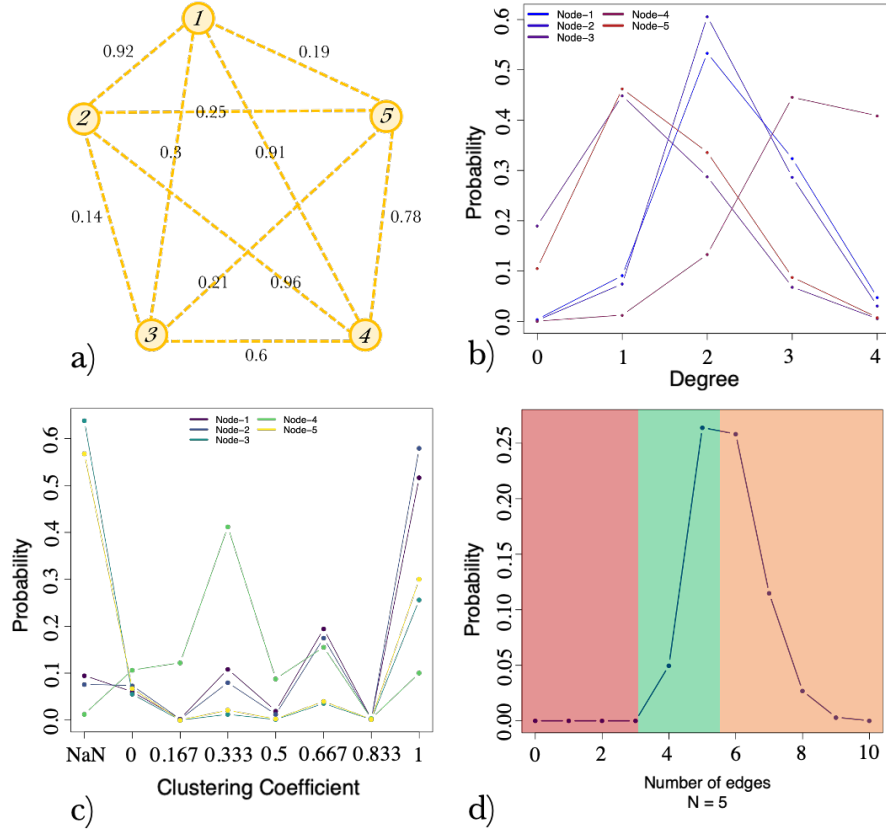 1
0.92
0.19
2
0.25
5
0.3
0.91
0.14
0.78
0.21
0.96
3
4
0.6
a)
Node-1
Node-2
Node-3
Node-4
Node-5
Probability
0.0 0.1 0.2 0.3 0.4 0.5 0.6
0 1 2 3 4
Degree
b)
Node-1
Node-2
Node-3
Node-4
Node-5
Probability
0.0 0.1 0.2 0.3 0.4 0.5 0.6
NaN 0 0.167 0.333 0.5 0.667 0.833 1
Clustering Coefficient
c)
Probability
0.00 0.05 0.10 0.15 0.20 0.25
0 2 4 6 8 10
Number of edges
N = 5
d)